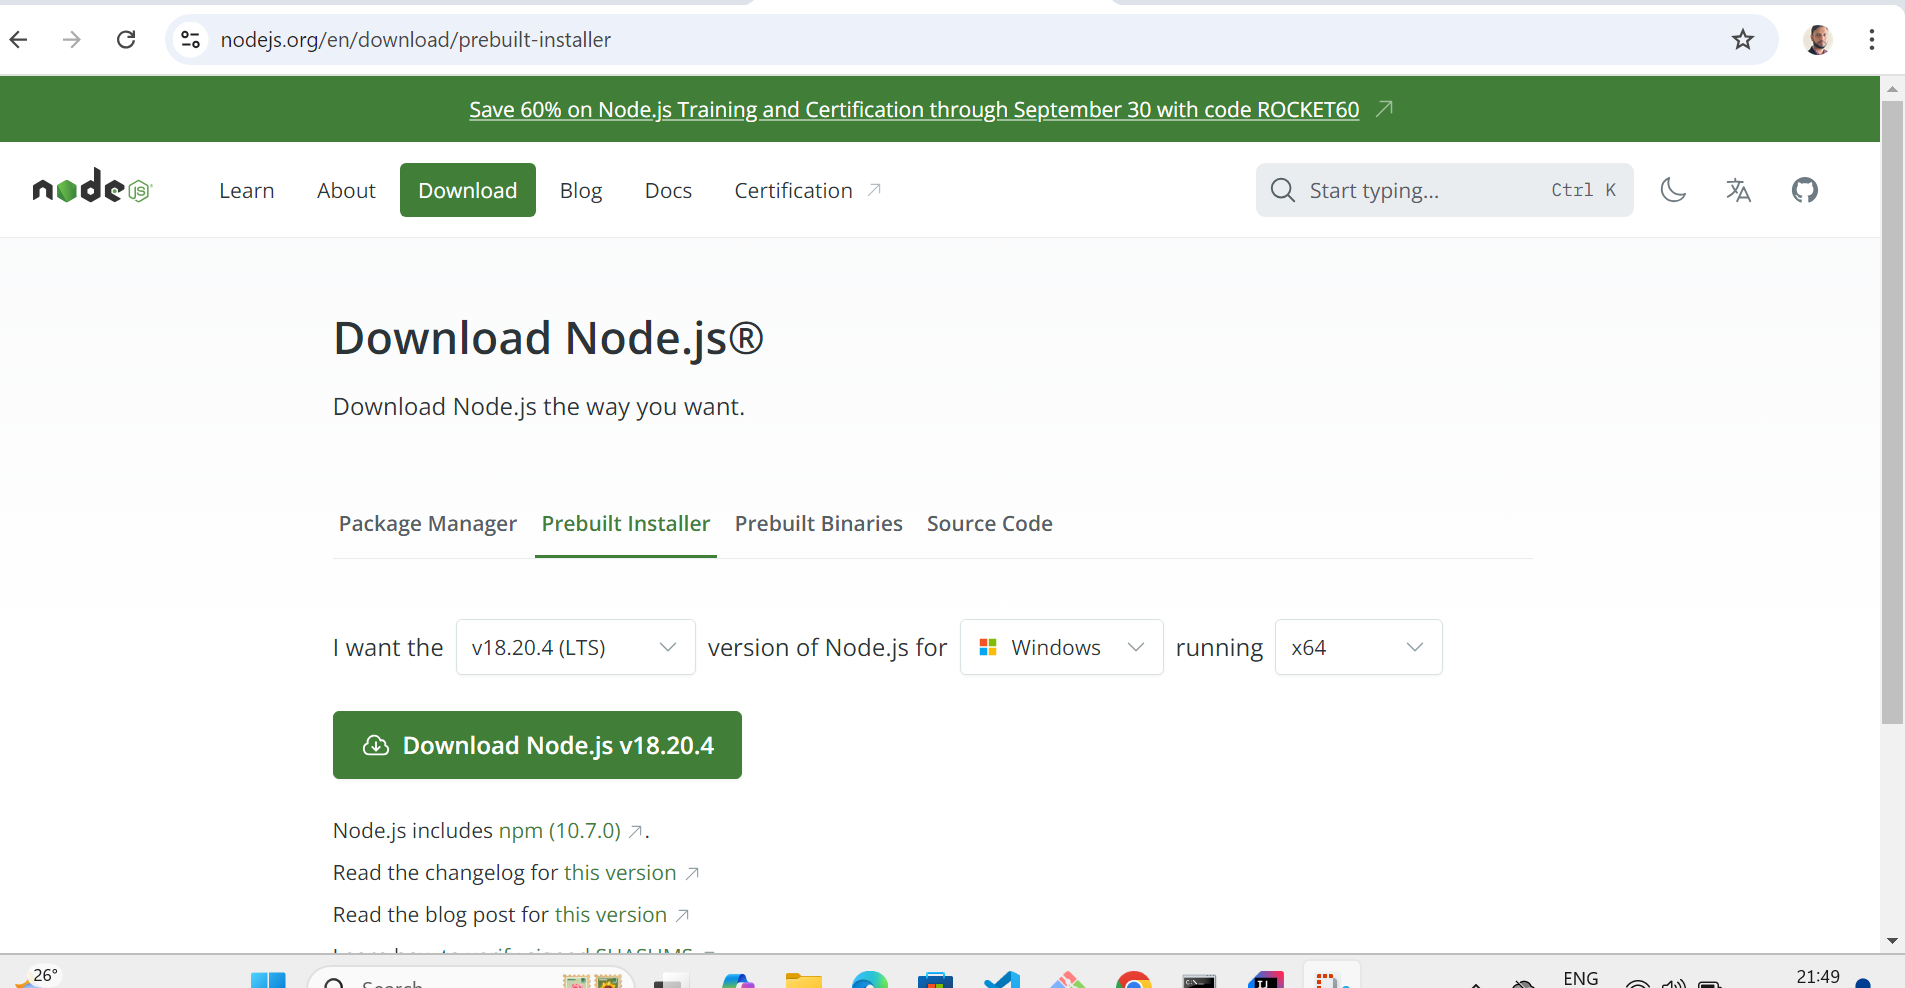 nodejs.org/en/download/prebuilt-installer
Save 60% on Node.js Training and Certification through September 30 with code ROCKET60
node JS
Learn About Download Blog Docs Certification Start typing... Ctrl K
Download Node.js®
Download Node.js the way you want.
Package Manager Prebuilt Installer Prebuilt Binaries Source Code
I want the v18.20.4 (LTS) version of Node.js for Windows running x64
Download Node.js v18.20.4
Node.js includes npm (10.7.0).
Read the changelog for this version
Read the blog post for this version
26° Search ENG 21:49